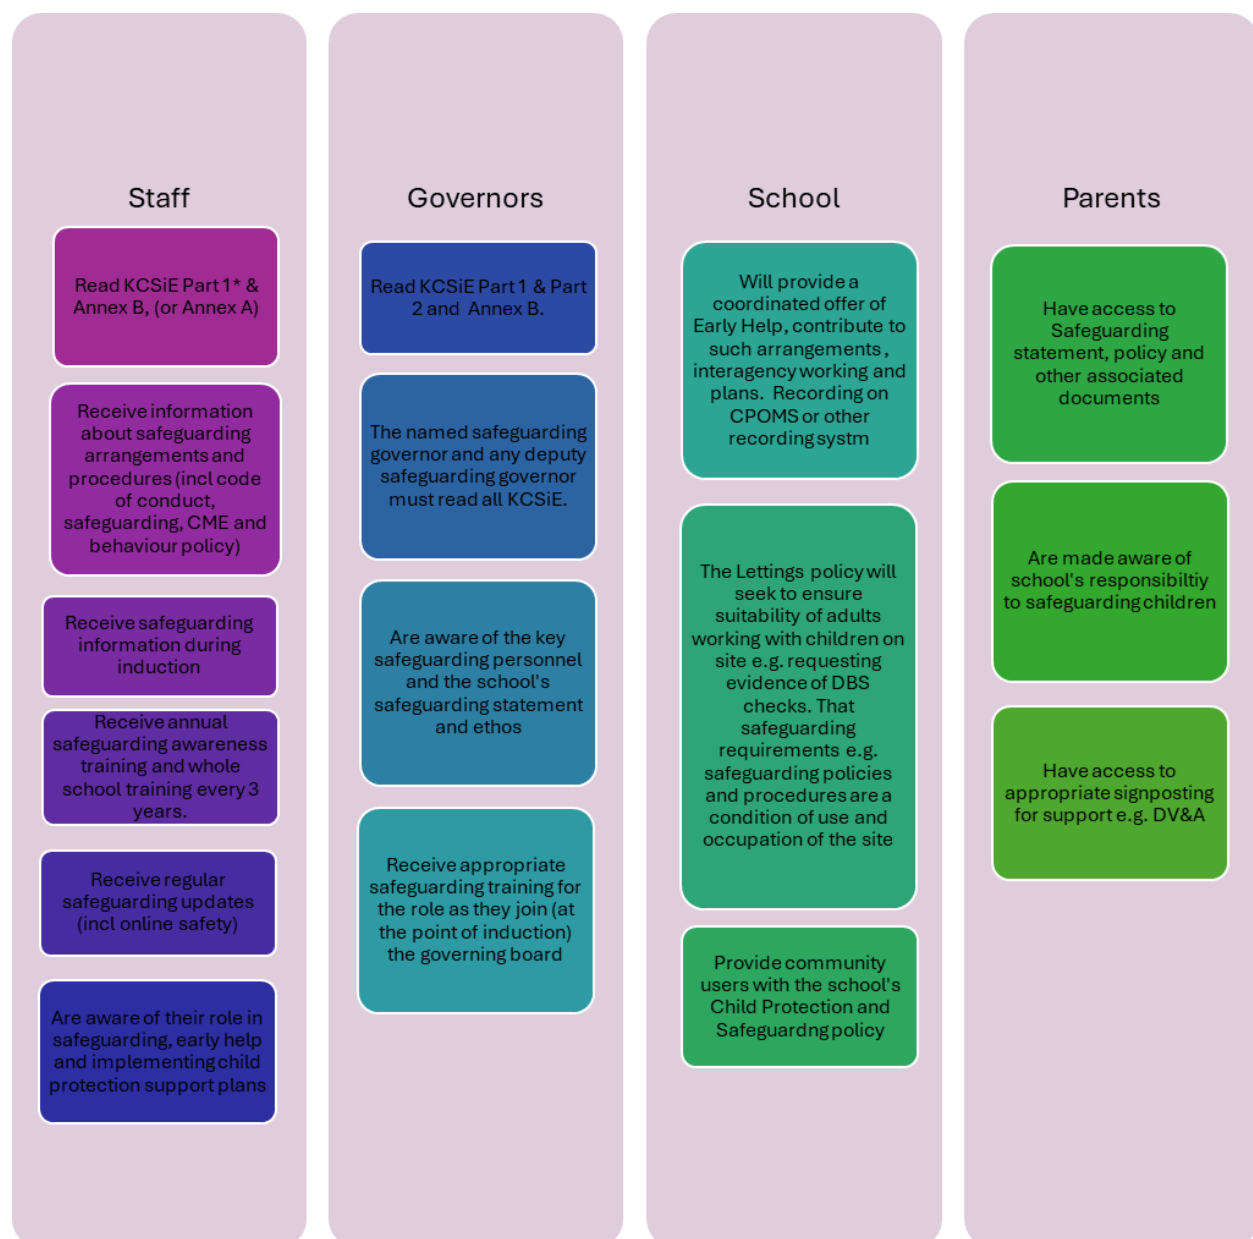 Staff
Read KCSiE Part 1* &
Annex B, (or Annex A)
Receive information
about safeguarding
arrangements and
procedures (incl code
of conduct,
safeguarding, CME and
behaviour policy)
Receive safeguarding
information during
induction
Receive annual
safeguarding awareness
training and whole
school training every 3
years.
Receive regular
safeguarding updates
(incl online safety)
Are aware of their role in
safeguarding, early help
and implementing child
protection support plans
Governors
Read KCSiE Part 1 & Part
2 and Annex B.
The named safeguarding
governor and any deputy
safeguarding governor
must read all KCSiE.
Are aware of the key
safeguarding personnel
and the school's
safeguarding statement
and ethos
Receive appropriate
safeguarding training for
the role as they join (at
the point of induction)
the governing board
School
Will provide a
coordinated offer of
Early Help, contribute to
such arrangements ,
interagency working and
plans. Recording on
CPOMS or other
recording systm
The Lettings policy will
seek to ensure
suitability of adults
working with children on
site e.g. requesting
evidence of DBS
checks. That
safeguarding
requirements e.g.
safeguarding policies
and procedures are a
condition of use and
occupation of the site
Provide community
users with the school's
Child Protection and
Safeguardng policy
Parents
Have access to
Safeguarding
statement, policy and
other associated
documents
Are made aware of
school's responsibiltiy
to safeguarding children
Have access to
appropriate signposting
for support e.g. DV&A